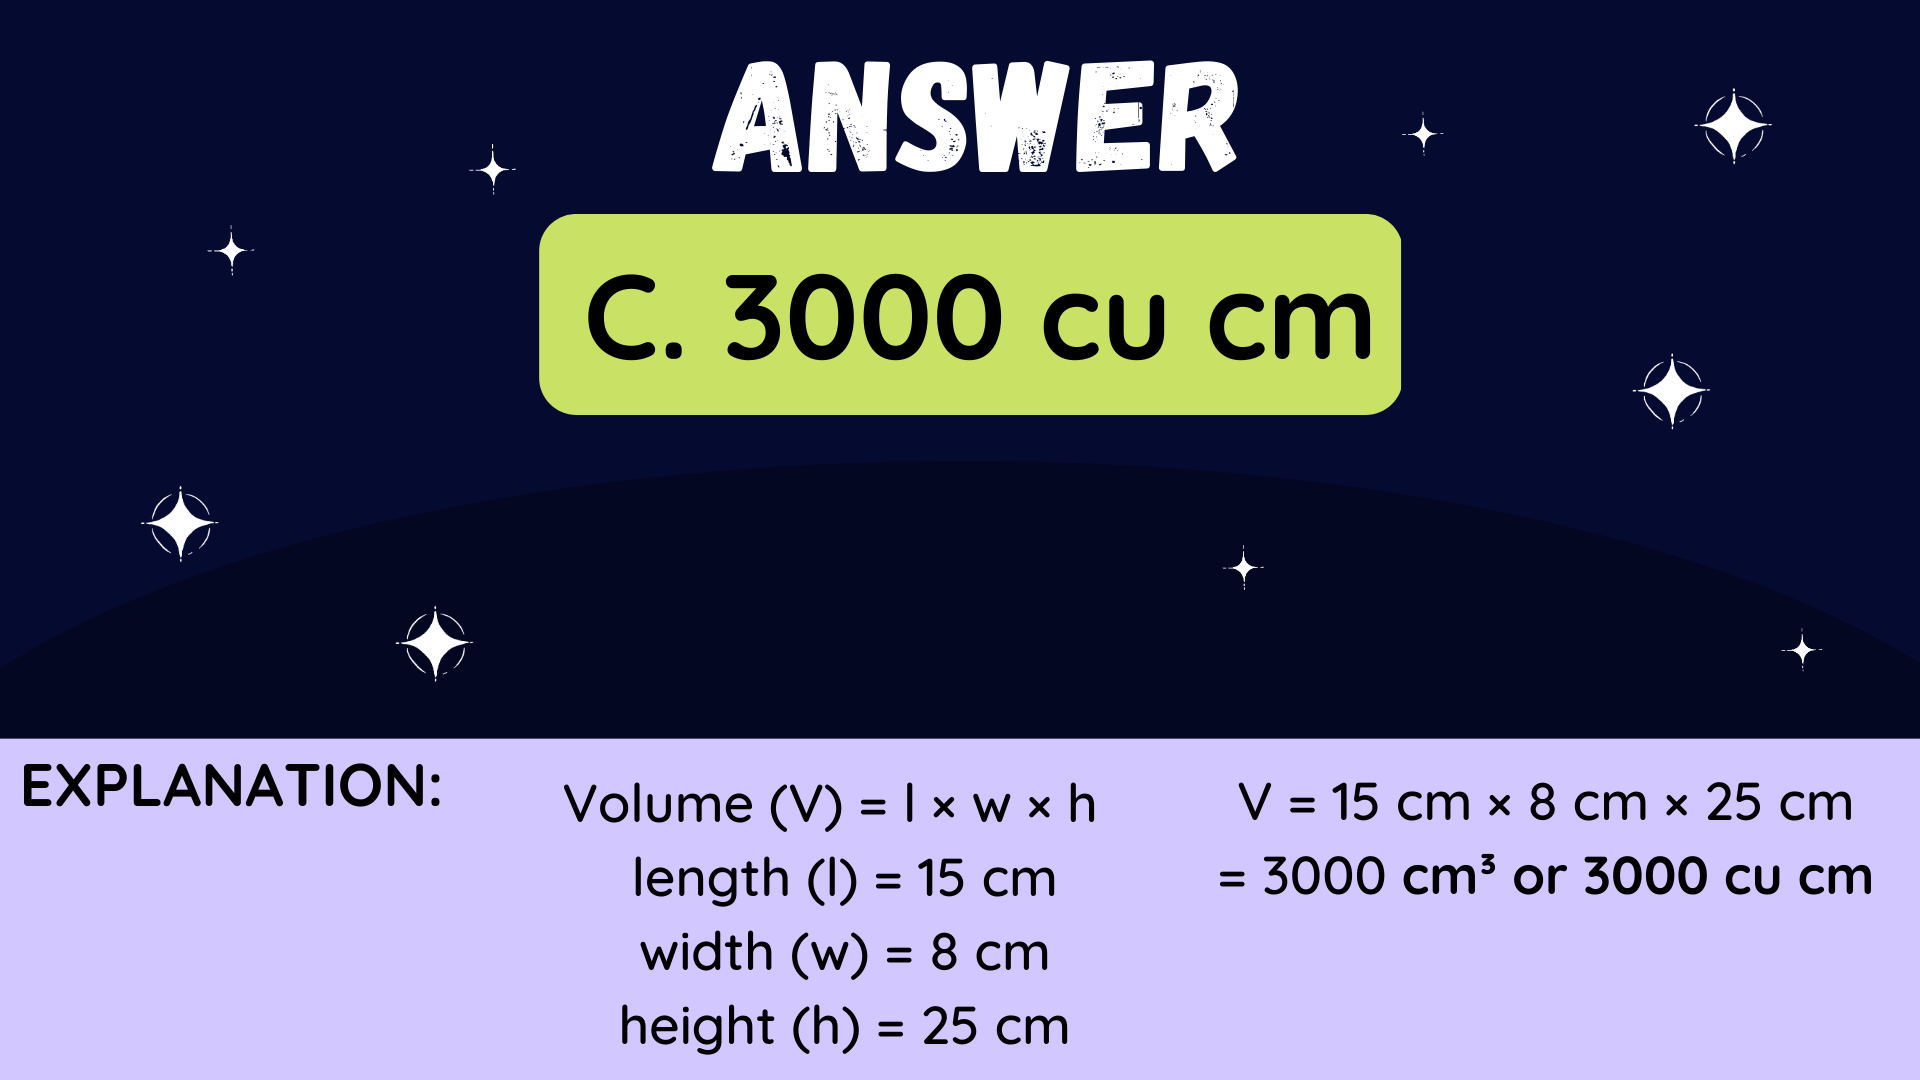 ANSWER
C. 3000 cu cm
EXPLANATION:
Volume (V) = l × w × h
length (l) = 15 cm
width (w) = 8 cm
height (h) = 25 cm
V = 15 cm × 8 cm × 25 cm
= 3000 cm³ or 3000 cu cm